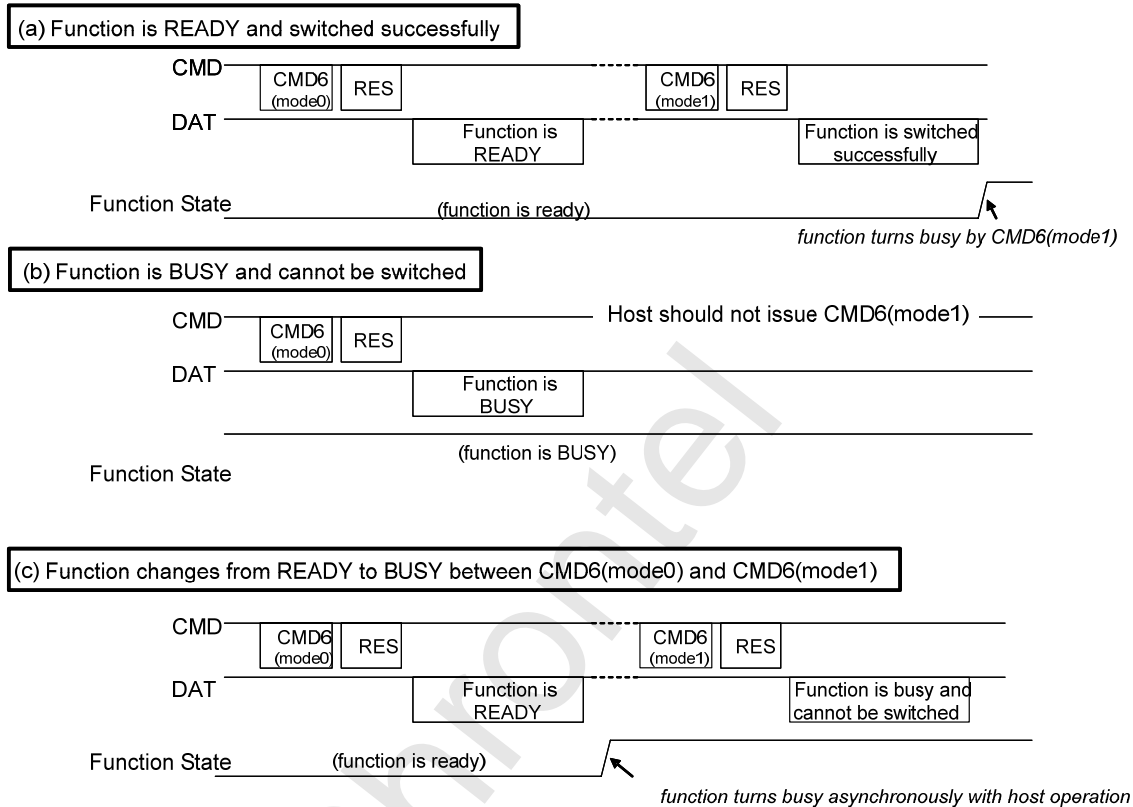 (a) Function is READY and switched successfully
CMD
CMD6
(mode0)
RES
CMD6
(mode1)
RES
DAT
Function is
READY
Function is switched
successfully
Function State
(function is ready)
function turns busy by CMD6(mode1)
(b) Function is BUSY and cannot be switched
CMD
CMD6
(mode0)
RES
Host should not issue CMD6(mode1)
DAT
Function is
BUSY
(function is BUSY)
Function State
(c) Function changes from READY to BUSY between CMD6(mode0) and CMD6(mode1)
CMD
CMD6
(mode0)
RES
CMD6
(mode1)
RES
DAT
Function is
READY
Function is busy and
cannot be switched
Function State
(function is ready)
function turns busy asynchronously with host operation
hrontel